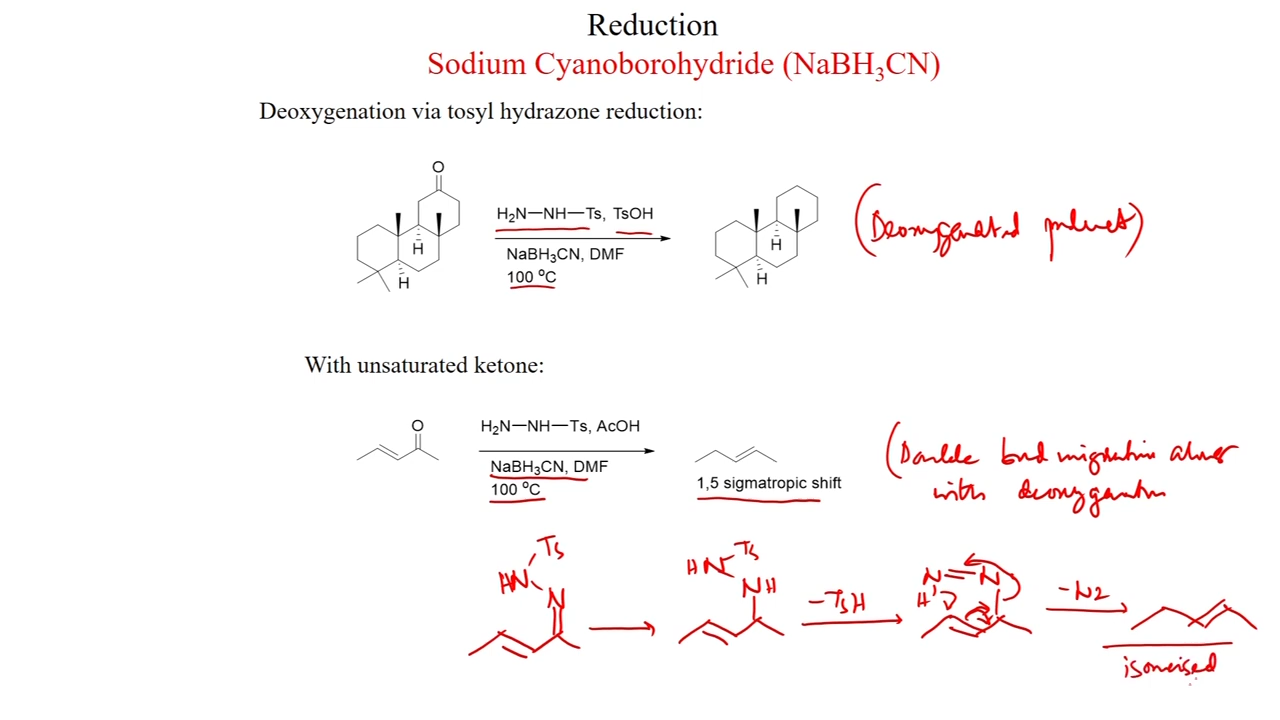 Reduction
Sodium Cyanoborohydride (NaBH₃CN)
Deoxygenation via tosyl hydrazone reduction:
O
H₂N—NH—Ts, TsOH
NaBH₃CN, DMF
100 ⁰C
H
H
H
H
(Deoxygenated product)
With unsaturated ketone:
O
H₂N—NH—Ts, AcOH
NaBH₃CN, DMF
100 ⁰C
1,5 sigmatropic shift
(Double bond migration along
with deoxygenation
Ts
HN
N
HN
Ts
NH
-TsH
N=N
H
-N2
isomerised